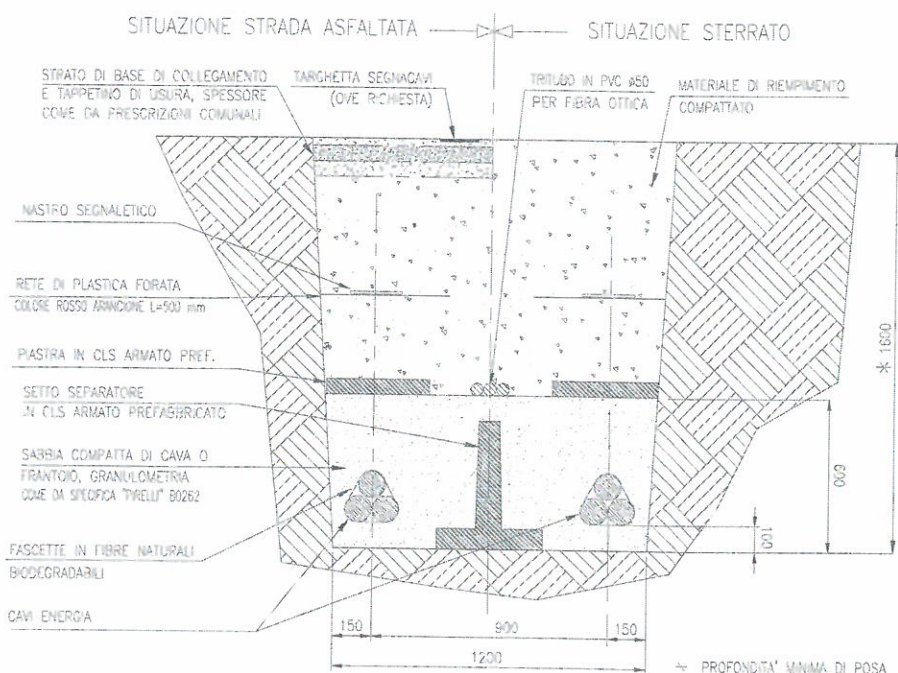 SITUAZIONE STRADA ASFALTATA
SITUAZIONE STERRATO
STRATO DI BASE DI COLLEGAMENTO
E TAPPETINO DI USURA, SPESSORE
COME DA PRESCRIZIONI COMUNALI
TARGHETTA SEGNACAVI
(OVE RICHIESTA)
TRITUBO IN PVC ø50
PER FIBRA OTTICA
MATERIALE DI RIEMPIMENTO
COMPATTATO
NASTRO SEGNALETICO
RETE DI PLASTICA FORATA
COLORE ROSSO ARANCIONE L=500 mm
PIASTRA IN CLS ARMATO PREF.
SETTO SEPARATORE
IN CLS ARMATO PREFABBRICATO
SABBIA COMPATTA DI CAVA O
FRANTOIO, GRANULOMETRIA
COME DA SPECIFICA "PIRELLI" B0262
FASCETTE IN FIBRE NATURALI
BIODEGRADABILI
CAVI ENERGIA
* 1600
600
100
150
900
150
1200
* PROFONDITA' MINIMA DI POSA